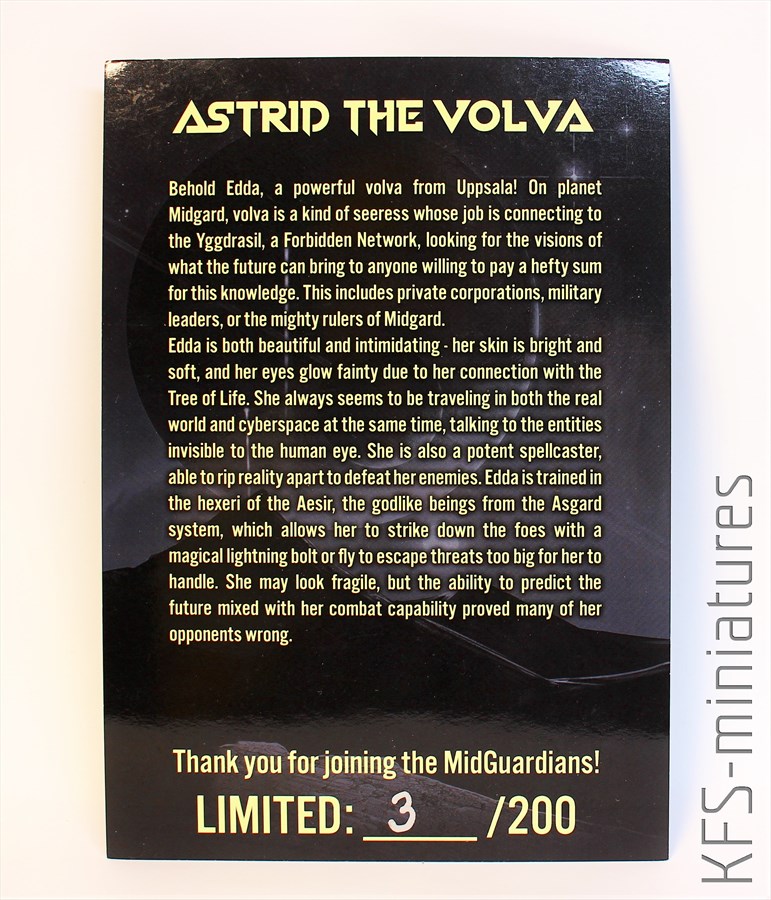 ASTRID THE VOLVA
Behold Edda, a powerful volva from Uppsala! On planet
Midgard, volva is a kind of seeress whose job is connecting to
the Yggdrasil, a Forbidden Network, looking for the visions of
what the future can bring to anyone willing to pay a hefty sum
for this knowledge. This includes private corporations, military
leaders, or the mighty rulers of Midgard.
Edda is both beautiful and intimidating - her skin is bright and
soft, and her eyes glow fainty due to her connection with the
Tree of Life. She always seems to be traveling in both the real
world and cyberspace at the same time, talking to the entities
invisible to the human eye. She is also a potent spellcaster,
able to rip reality apart to defeat her enemies. Edda is trained in
the hexeri of the Aesir, the godlike beings from the Asgard
system, which allows her to strike down the foes with a
magical lightning bolt or fly to escape threats too big for her to
handle. She may look fragile, but the ability to predict the
future mixed with her combat capability proved many of her
opponents wrong.
Thank you for joining the MidGuardians!
LIMITED: 3 /200
KFS-miniatures